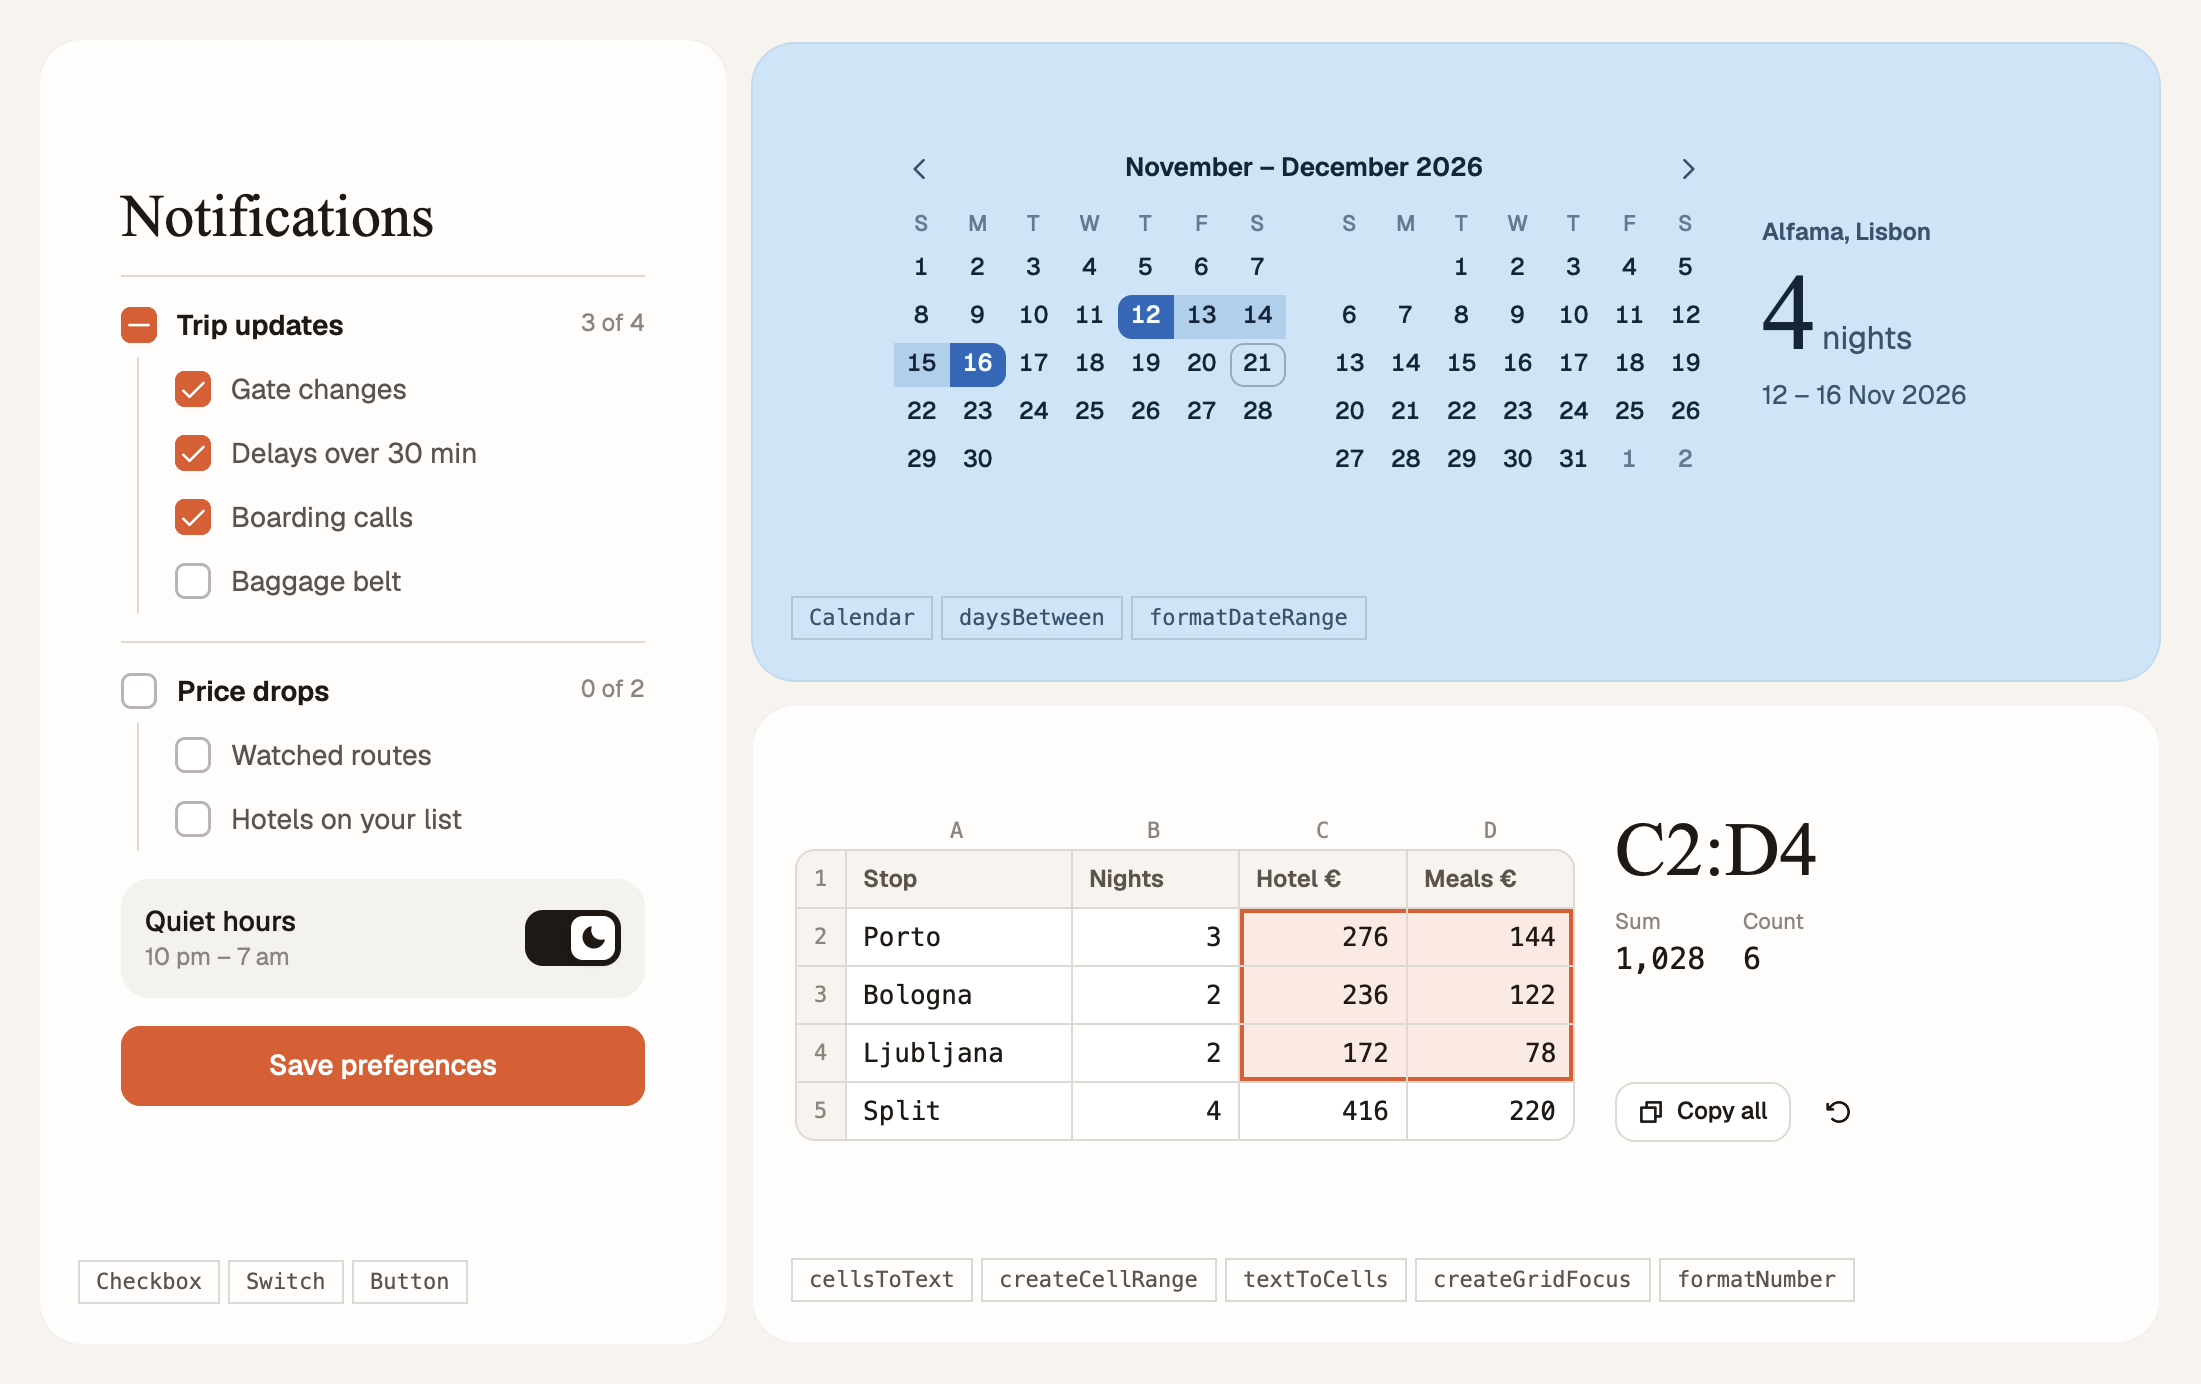 Notifications
Trip updates 3 of 4
Gate changes
Delays over 30 min
Boarding calls
Baggage belt
Price drops 0 of 2
Watched routes
Hotels on your list
Quiet hours
10 pm – 7 am
Save preferences
Checkbox Switch Button
November – December 2026
S M T W T F S S M T W T F S
1 2 3 4 5 6 7 1 2 3 4 5
8 9 10 11 12 13 14 6 7 8 9 10 11 12
15 16 17 18 19 20 21 13 14 15 16 17 18 19
22 23 24 25 26 27 28 20 21 22 23 24 25 26
29 30 27 28 29 30 31 1 2
Alfama, Lisbon
4 nights
12 – 16 Nov 2026
Calendar daysBetween formatDateRange
A B C D
1 Stop Nights Hotel € Meals €
2 Porto 3 276 144
3 Bologna 2 236 122
4 Ljubljana 2 172 78
5 Split 4 416 220
C2:D4
Sum Count
1,028 6
Copy all
cellsToText createCellRange textToCells createGridFocus formatNumber